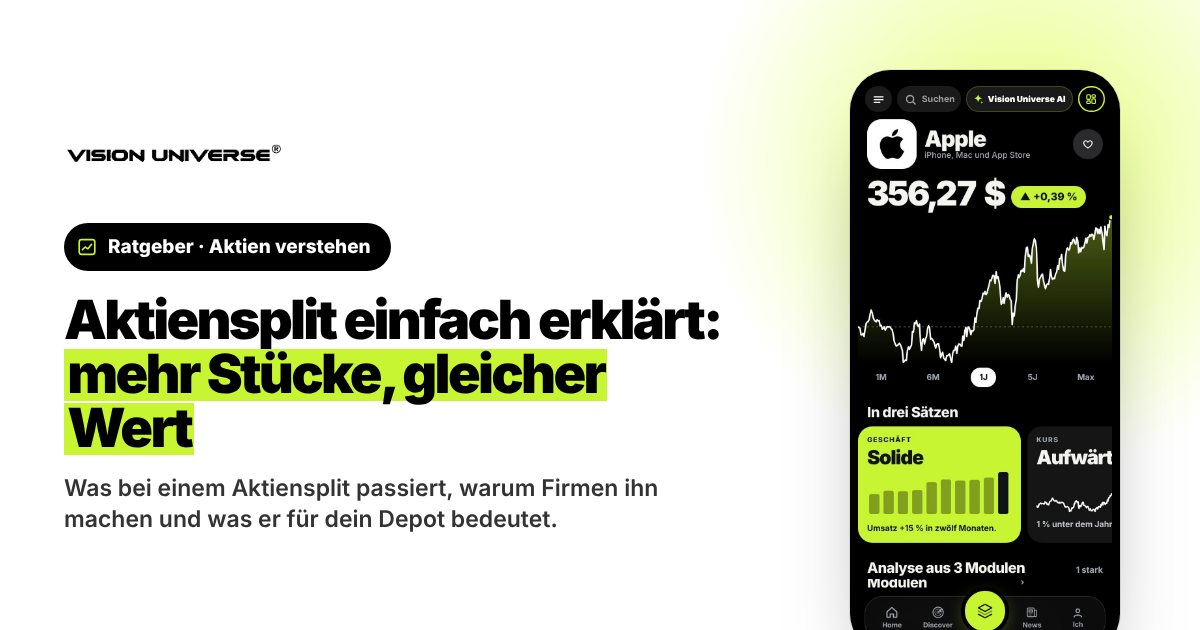 VISION UNIVERSE®
Ratgeber · Aktien verstehen
Aktiensplit einfach erklärt:
mehr Stücke, gleicher
Wert
Was bei einem Aktiensplit passiert, warum Firmen ihn
machen und was er für dein Depot bedeutet.
Suchen
Vision Universe AI
Apple
iPhone, Mac und App Store
356,27 $ ▲ +0,39 %
1M 6M 1J 5J Max
In drei Sätzen
GESCHÄFT
Solide
Umsatz +15 % in zwölf Monaten.
KURS
Aufwärt
1 % unter dem Jahr
Analyse aus 3 Modulen
1 stark
Modulen
Home Discover News Ich